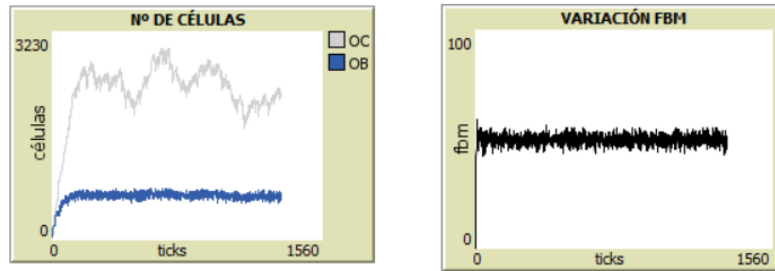 Nº DE CÉLULAS
3230
células
0
0
ticks
1560
OC
OB
VARIACIÓN FBM
100
fbm
0
0
ticks
1560